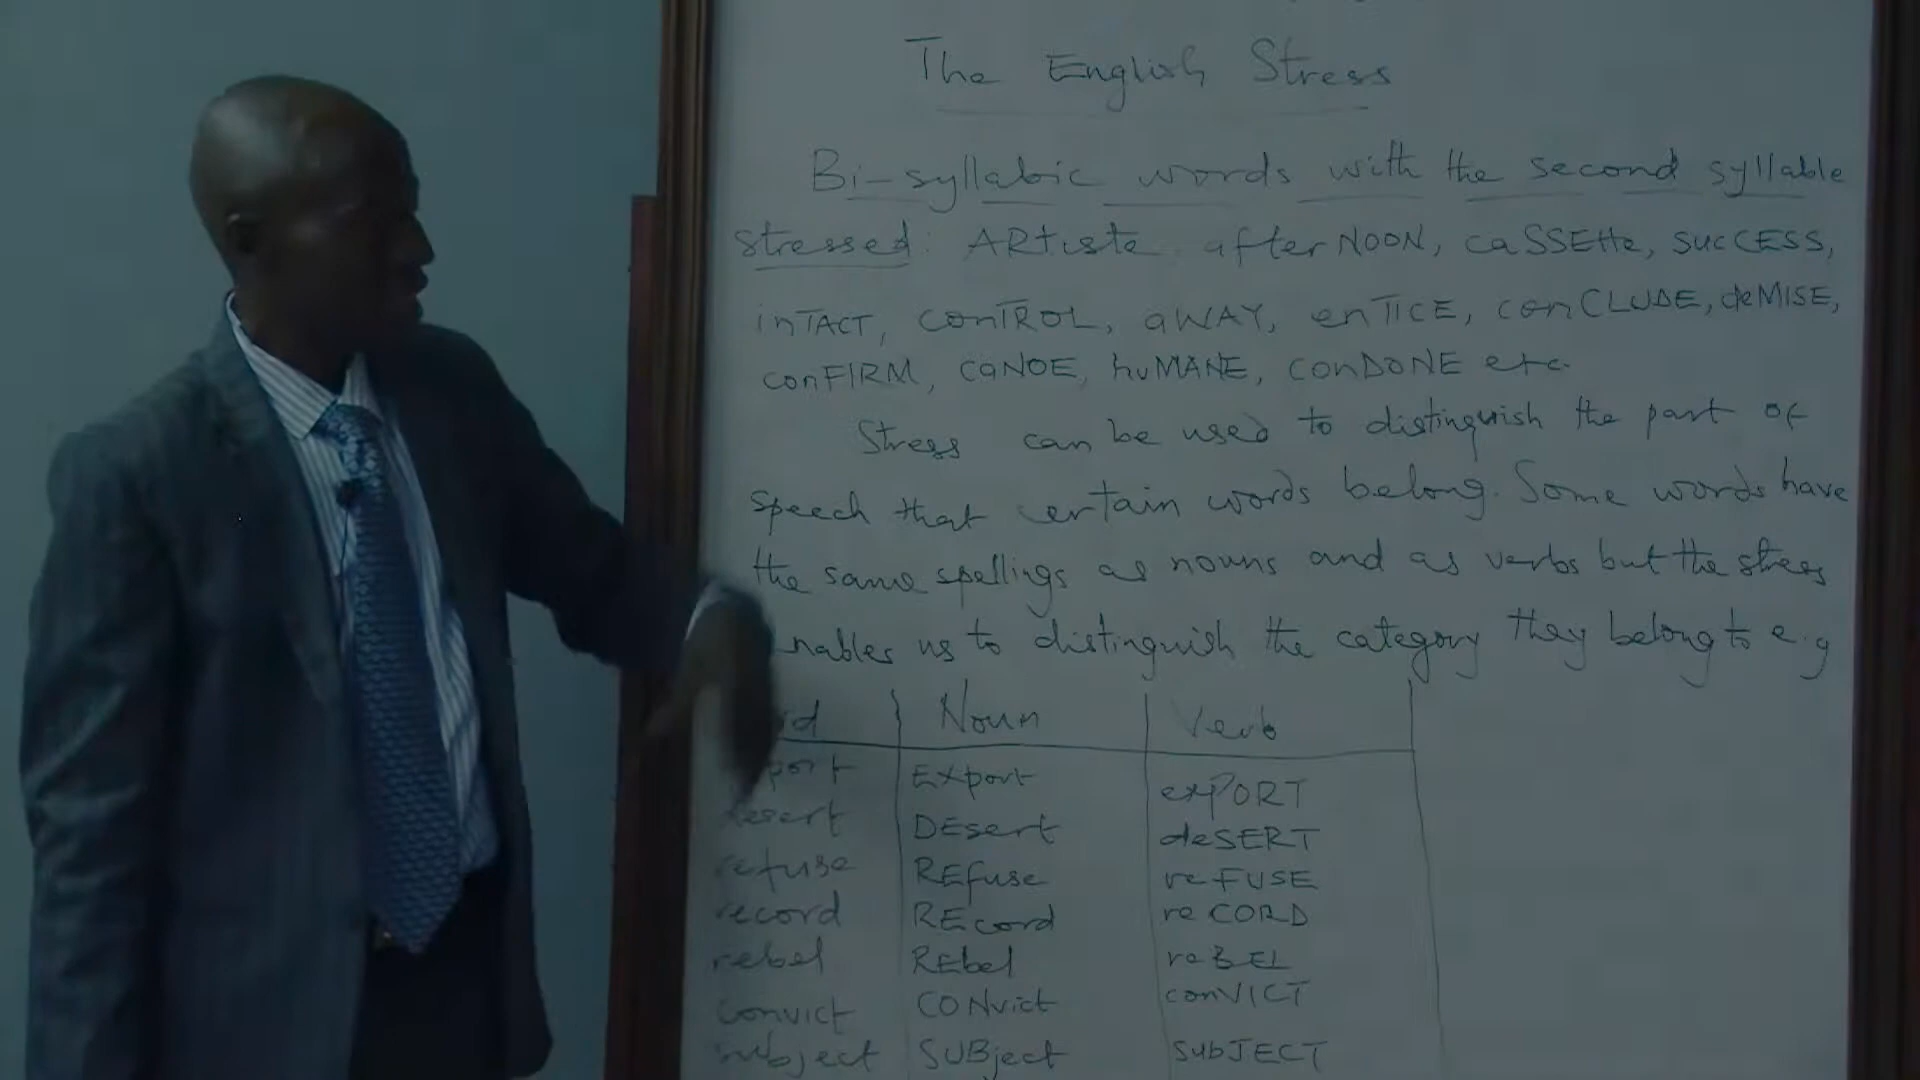 The English Stress
Bi-syllabic words with the second syllable
stressed: ARtiste, afterNOON, caSSEtte, sucCESS,
inTACT, conTROL, aWAY, enTICE, conCLUDE, deMISE,
conFIRM, caNOE, huMANE, conDONE etc.
Stress can be used to distinguish the part of
speech that certain words belong. Some words have
the same spellings as nouns and as verbs but the stress
nables us to distinguish the category they belong to e.g
Noun Verb
port EXport exPORT
desert DEsert deSERT
refuse REfuse reFUSE
record REcord reCORD
rebel REbel reBEL
convict CONvict conVICT
subject SUBject subJECT